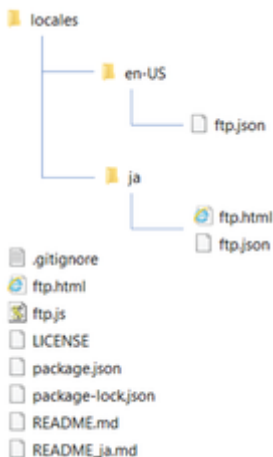 locales
en-US
ftp.json
ja
ftp.html
ftp.json
.gitignore
ftp.html
ftp.js
LICENSE
package.json
package-lock.json
README.md
README_ja.md